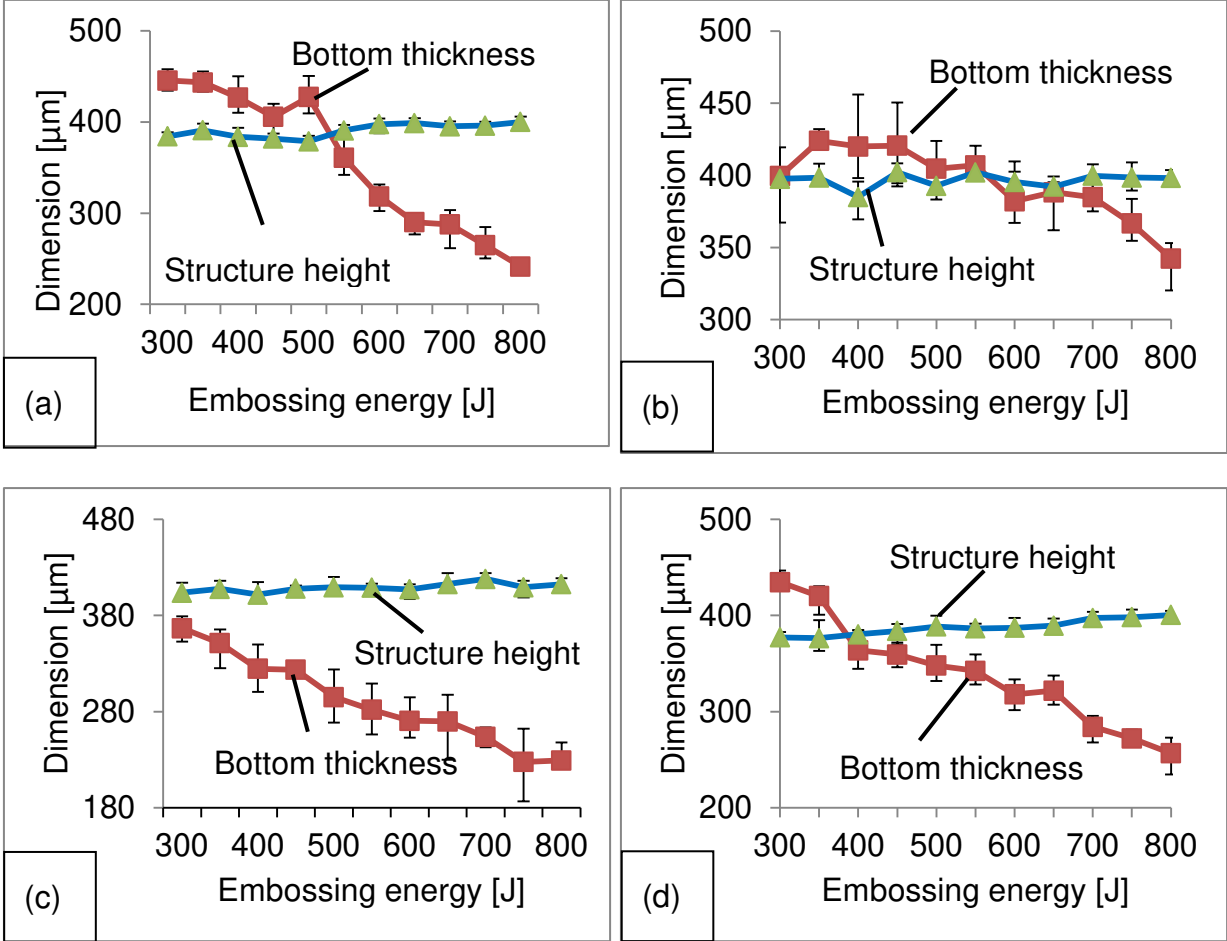 500
400
300
200
Dimension [µm]
Bottom thickness
Structure height
300 400 500 600 700 800
Embossing energy [J]
(a)
500
450
400
350
300
Dimension [µm]
Bottom thickness
Structure height
300 400 500 600 700 800
Embossing energy [J]
(b)
480
380
280
180
Dimension [µm]
Structure height
Bottom thickness
300 400 500 600 700 800
Embossing energy [J]
(c)
500
400
300
200
Dimension [µm]
Structure height
Bottom thickness
300 400 500 600 700 800
Embossing energy [J]
(d)